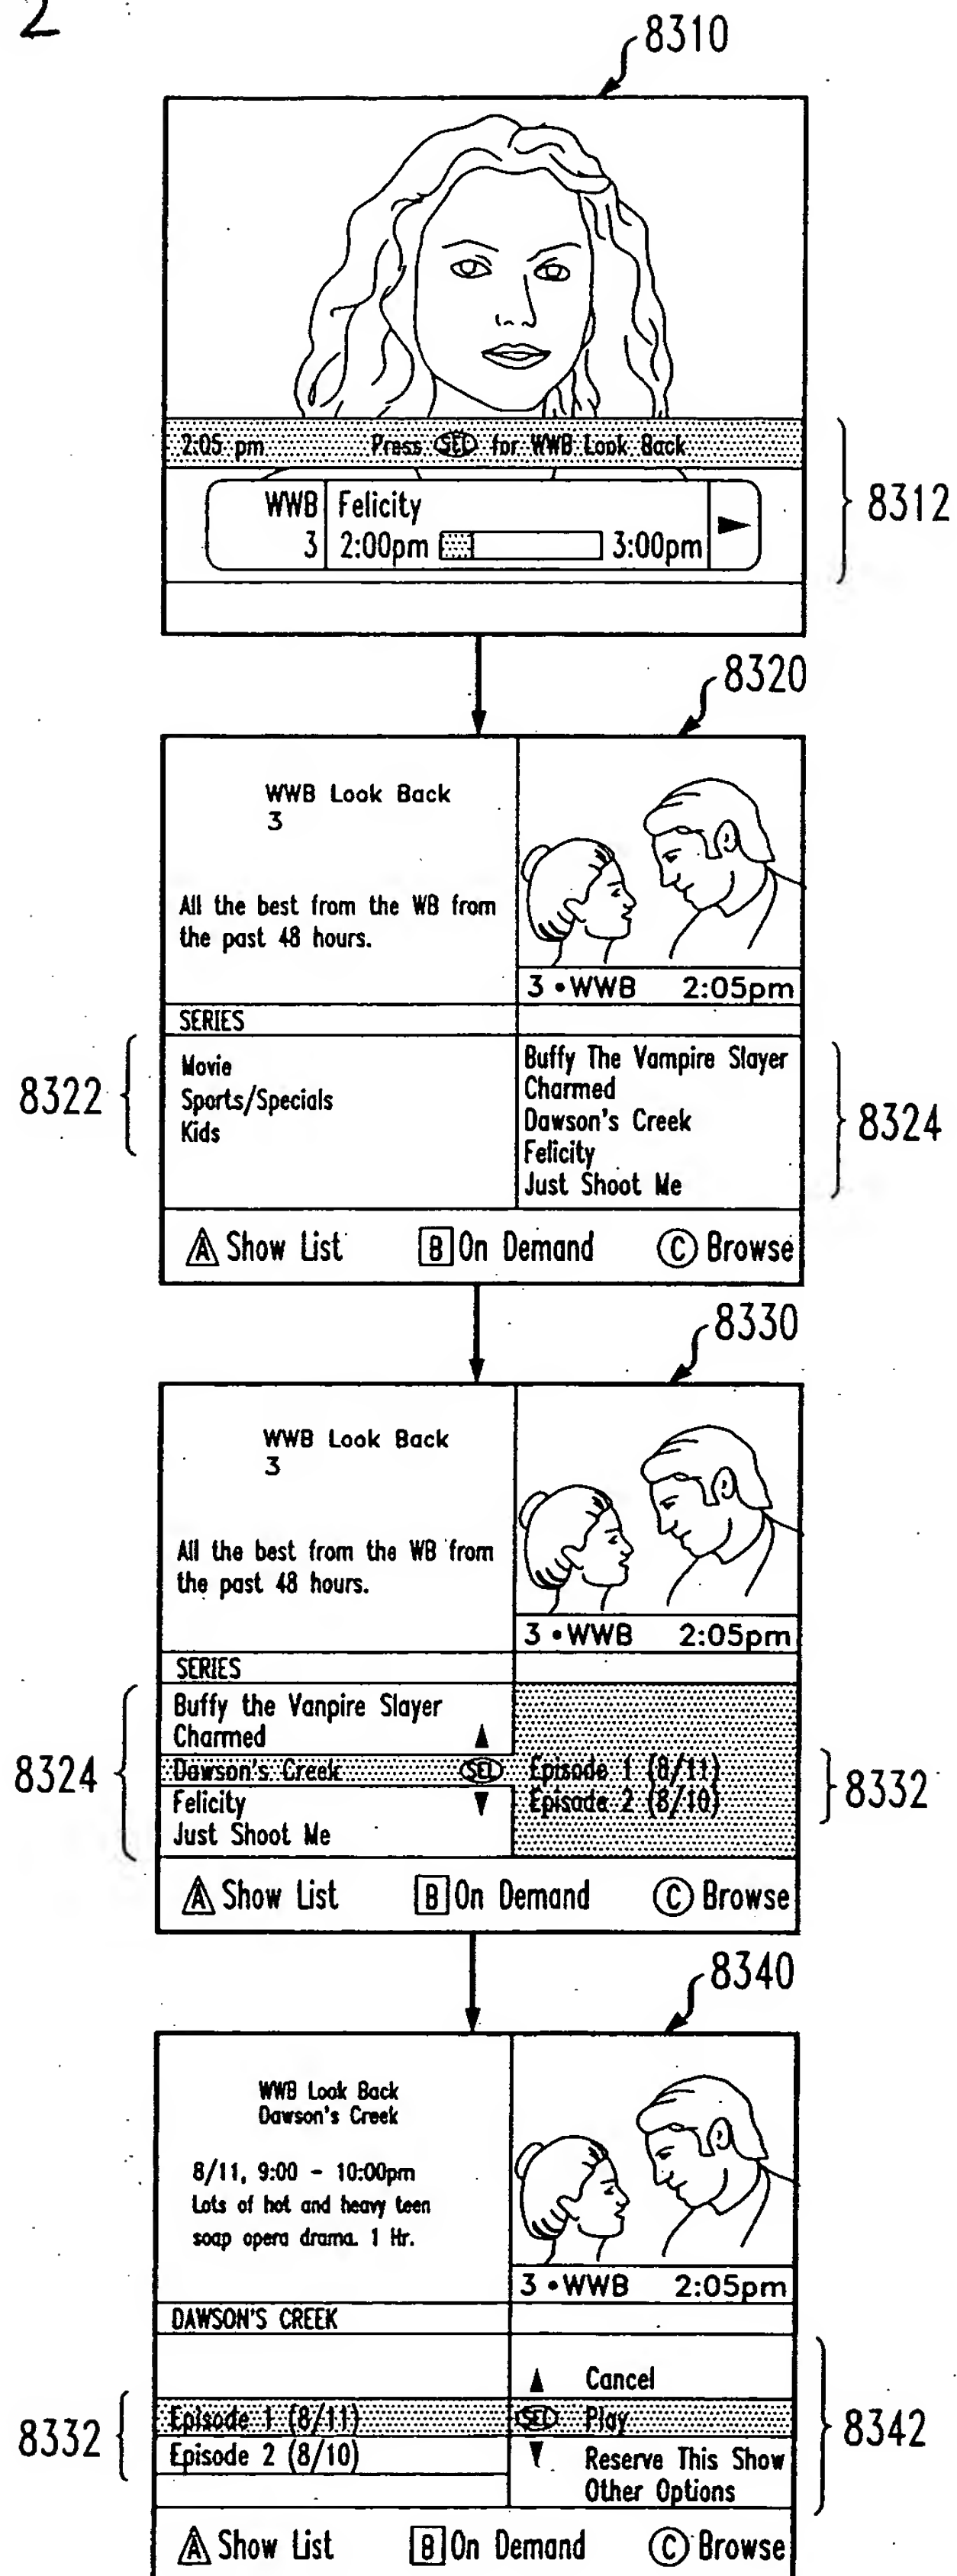 2
8310
2:05 pm Press SEL for WWB Look Back
WWB Felicity
3 2:00pm 3:00pm
8312
8320
WWB Look Back
3
All the best from the WB from
the past 48 hours.
3 • WWB 2:05pm
SERIES
8322
Movie
Sports/Specials
Kids
Buffy The Vampire Slayer
Charmed
Dawson's Creek
Felicity
Just Shoot Me
8324
A Show List B On Demand C Browse
8330
WWB Look Back
3
All the best from the WB from
the past 48 hours.
3 • WWB 2:05pm
SERIES
8324
Buffy the Vanpire Slayer
Charmed
Dawson's Creek SEL
Felicity
Just Shoot Me
Episode 1 (8/11)
Episode 2 (8/10)
8332
A Show List B On Demand C Browse
8340
WWB Look Back
Dawson's Creek
8/11, 9:00 - 10:00pm
Lots of hot and heavy teen
soap opera drama. 1 Hr.
3 • WWB 2:05pm
DAWSON'S CREEK
8332
Episode 1 (8/11)
Episode 2 (8/10)
Cancel
SEL Play
Reserve This Show
Other Options
8342
A Show List B On Demand C Browse